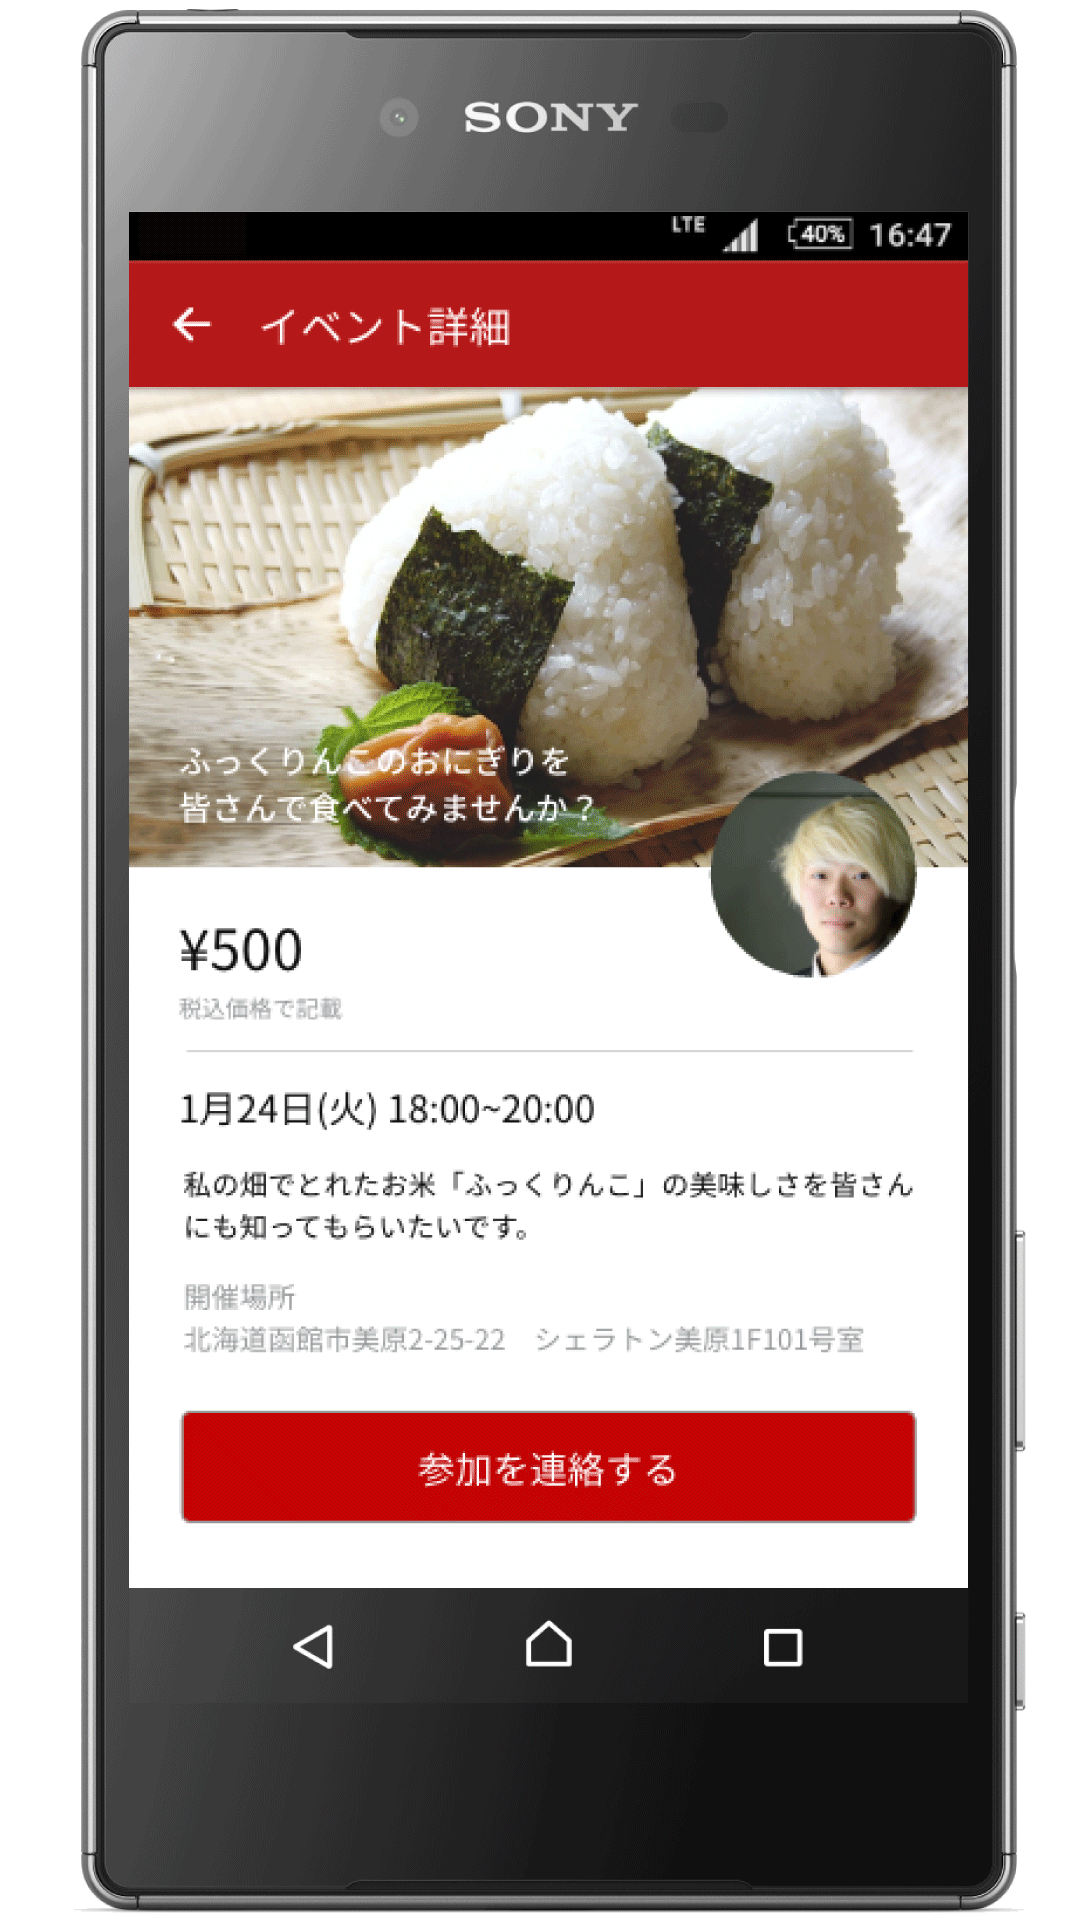 SONY
LTE 40% 16:47
イベント詳細
ふっくりんこのおにぎりを
皆さんで食べてみませんか？
¥500
税込価格で記載
1月24日(火) 18:00~20:00
私の畑でとれたお米「ふっくりんこ」の美味しさを皆さん
にも知ってもらいたいです。
開催場所
北海道函館市美原2-25-22　シェラトン美原1F101号室
参加を連絡する